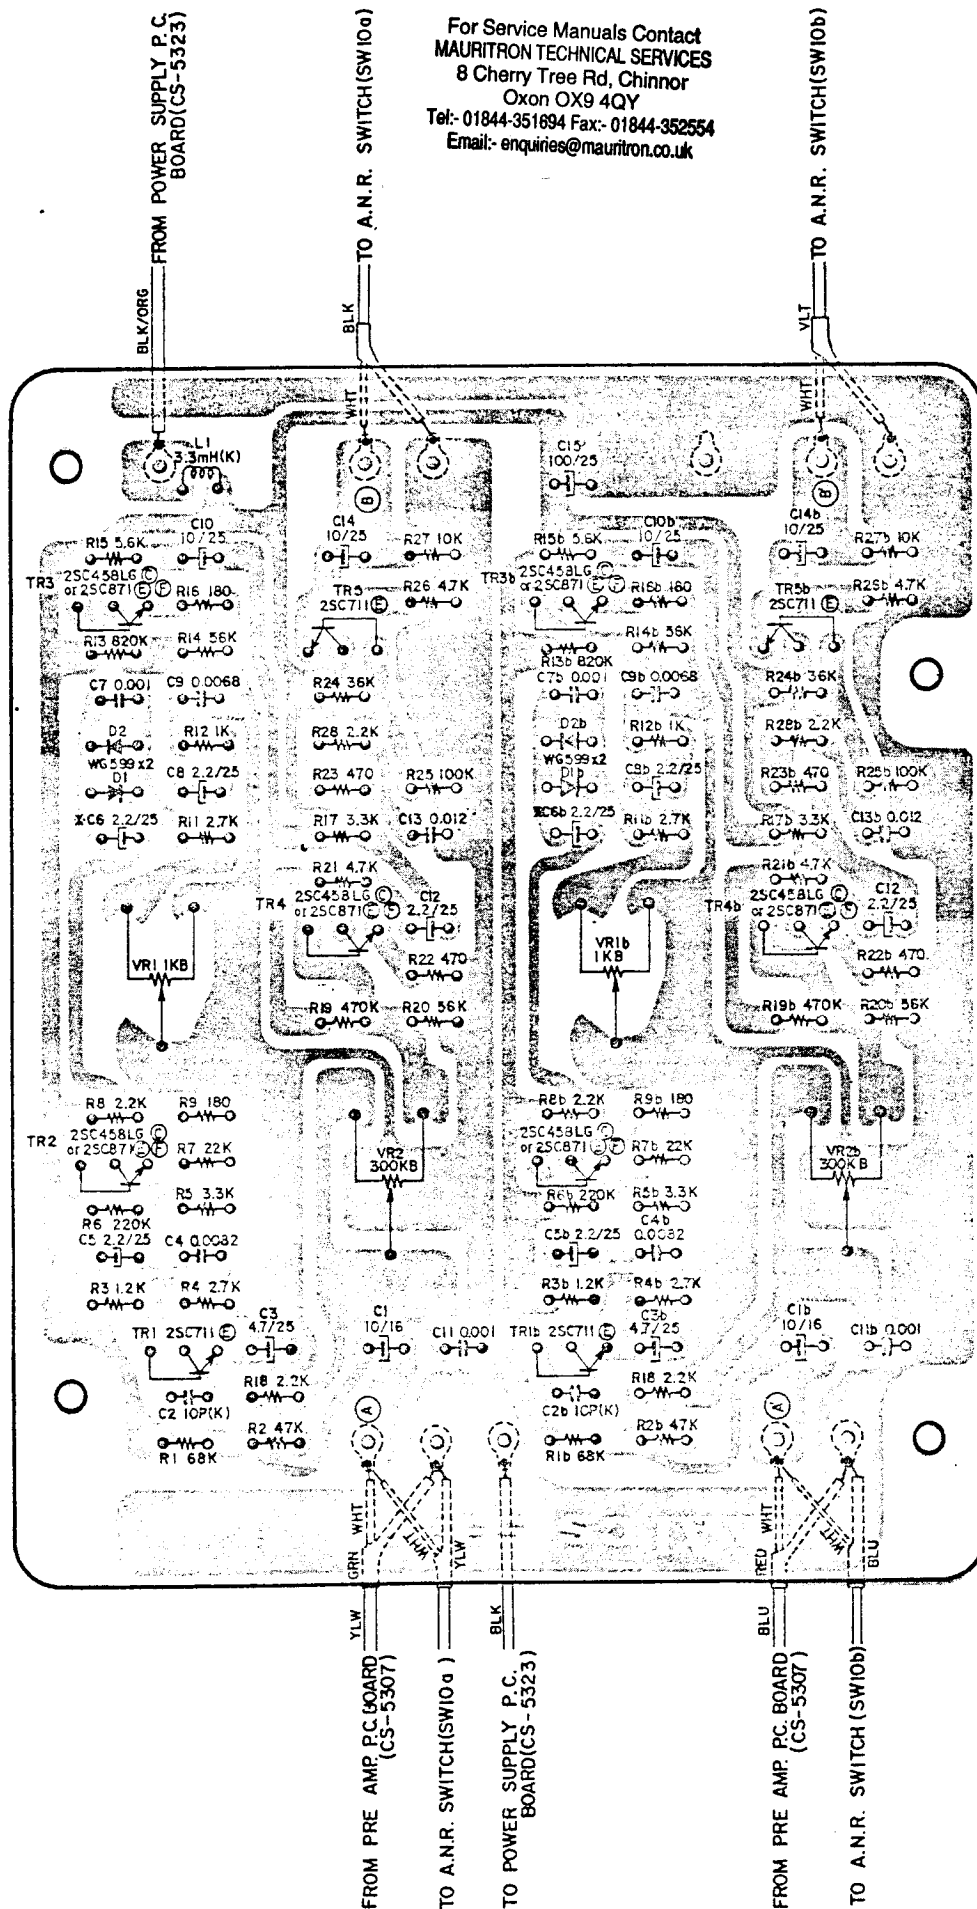 For Service Manuals Contact
MAURITRON TECHNICAL SERVICES
8 Cherry Tree Rd, Chinnor
Oxon OX9 4QY
Tel:- 01844-351694 Fax:- 01844-352554
Email:- enquiries@mauritron.co.uk
FROM POWER SUPPLY P.C.
BOARD(CS-5323)
TO A.N.R. SWITCH(SW10a)
TO A.N.R. SWITCH(SW10b)
BLK/ORG
BLK
VLT
WHT
WHT
L1
3.3mH(K)
B
C15
100/25
B
R15 5.6K
C10
10/25
C14
10/25
R27 10K
R15b 5.6K
C10b
10/25
C14b
10/25
R27b 10K
TR3
2SC458LG C
or 2SC871 E F
R16 180
TR5
2SC711 E
R26 4.7K
TR3b
2SC458LG C
or 2SC871 E F
R16b 180
TR5b
2SC711 E
R26b 4.7K
R13 820K
R14 56K
R13b 820K
R14b 56K
C7 0.001
C9 0.0068
R24 36K
C7b 0.001
C9b 0.0068
R24b 36K
D2
WG599x2
D1
R12 1K
R28 2.2K
D2b
WG599x2
D1b
R12b 1K
R28b 2.2K
C8 2.2/25
R23 470
R25 100K
C9b 2.2/25
R23b 470
R25b 100K
C6 2.2/25
R11 2.7K
R17 3.3K
C13 0.012
C6b 2.2/25
R11b 2.7K
R17b 3.3K
C13b 0.012
R21 4.7K
R21b 4.7K
TR4
2SC458LG C
or 2SC871 E F
C12
2.2/25
TR4b
2SC458LG C
or 2SC871 E F
C12
2.2/25
VR1 1KB
R22 470
VR1b
1KB
R22b 470
R19 470K
R20 56K
R19b 470K
R20b 56K
R8 2.2K
R9 180
R8b 2.2K
R9b 180
TR2
2SC458LG C
or 2SC871 E F
R7 22K
VR2
300KB
2SC458LG C
or 2SC871 E F
R7b 22K
VR2b
300KB
R6 220K
R5 3.3K
R6b 220K
R5b 3.3K
C5 2.2/25
C4 0.0082
C5b 2.2/25
C4b
0.0082
R3 1.2K
R4 2.7K
R3b 1.2K
R4b 2.7K
TR1 2SC711 E
C3
4.7/25
C1
10/16
C11 0.001
TR1b 2SC711 E
C3b
4.7/25
C1b
10/16
C11b 0.001
C2 10P(K)
R18 2.2K
C2b 10P(K)
R18 2.2K
R1 68K
R2 47K
A
R1b 68K
R2b 47K
A
WHT
GRN
WHT
YLW
WHT
RED
WHT
BLU
YLW
BLK
BLU
FROM PRE AMP. P.C. BOARD
(CS-5307)
TO A.N.R. SWITCH(SW10a)
TO POWER SUPPLY P.C.
BOARD(CS-5323)
FROM PRE AMP. P.C. BOARD
(CS-5307)
TO A.N.R. SWITCH(SW10b)